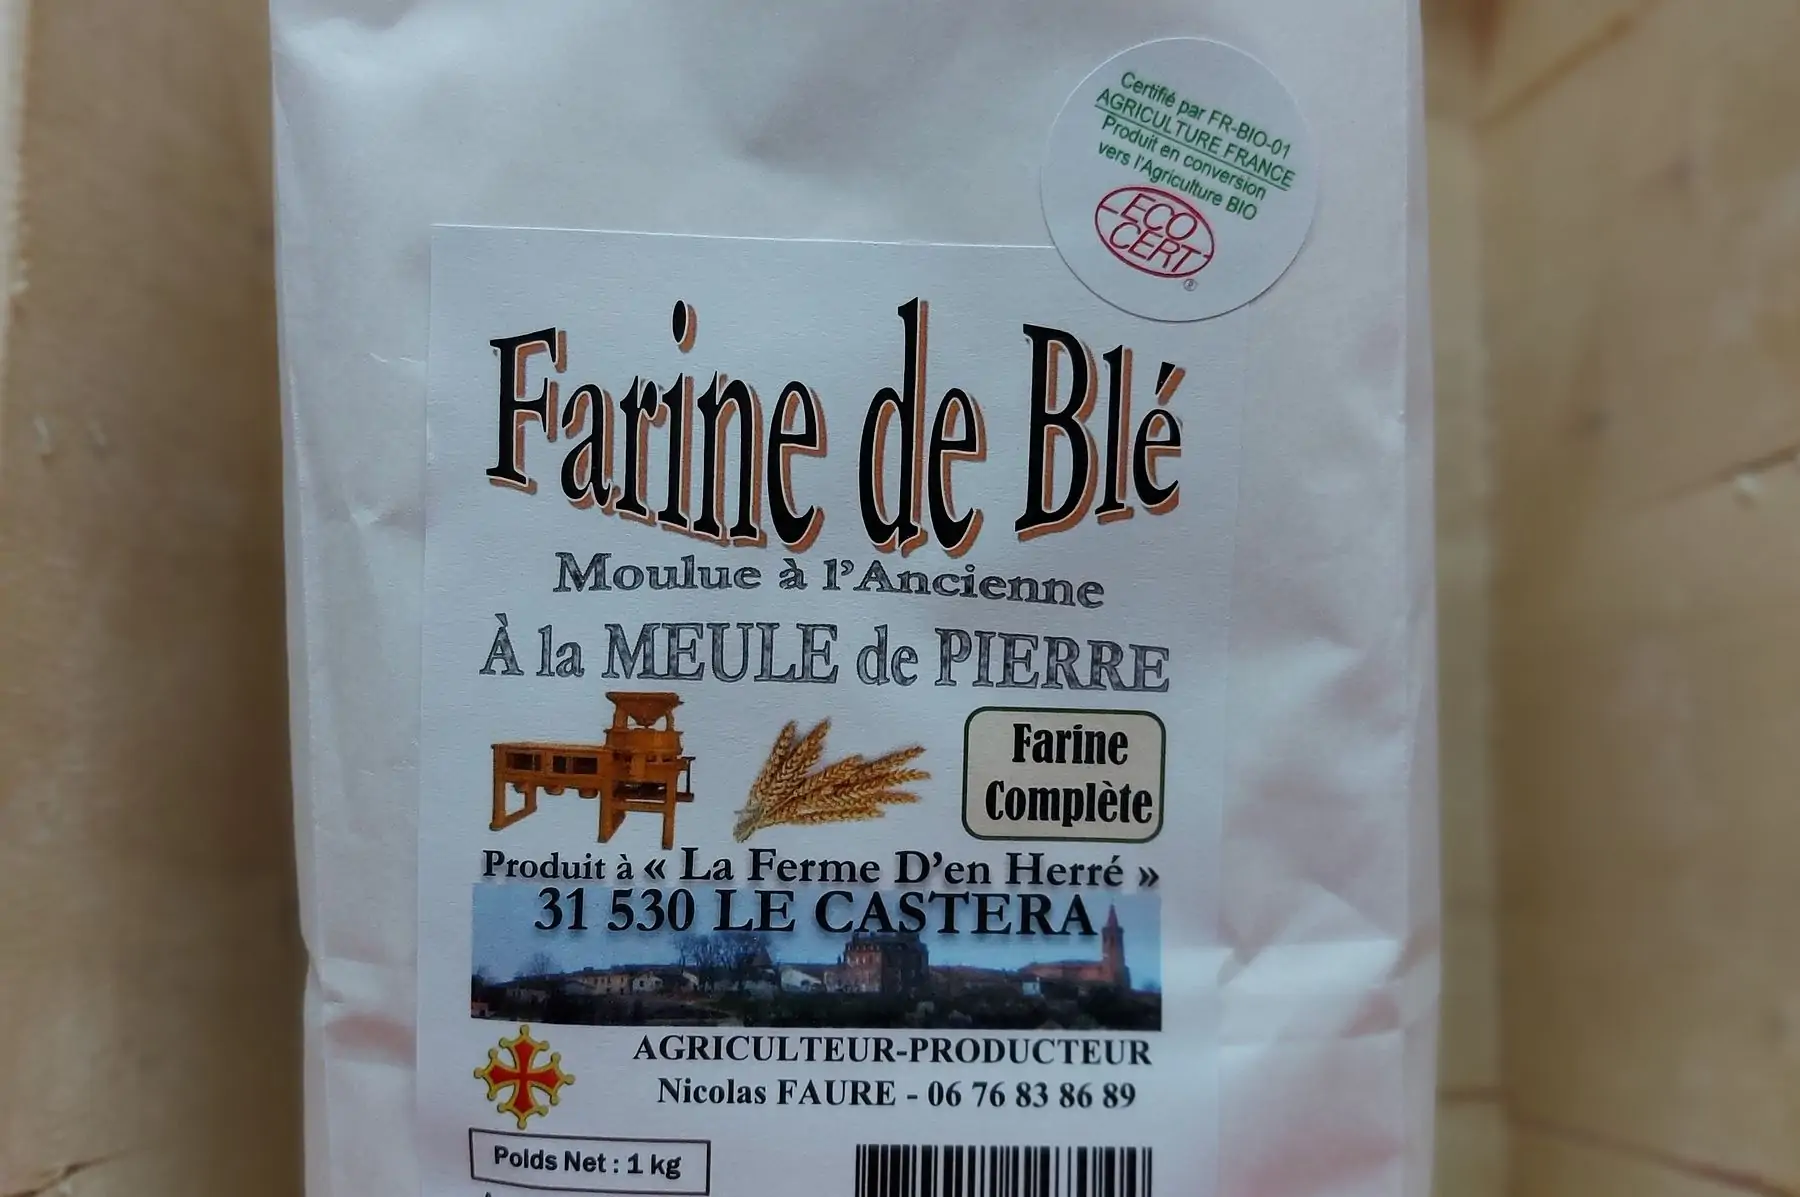 Certifié par FR-BIO-01
AGRICULTURE FRANCE
Produit en conversion
vers l'Agriculture BIO
ECO
CERT
®
Farine de Blé
Moulue à l'Ancienne
À la MEULE de PIERRE
Farine
Complète
Produit à « La Ferme D'en Herré »
31 530 LE CASTERA
AGRICULTEUR-PRODUCTEUR
Nicolas FAURE - 06 76 83 86 89
Poids Net : 1 kg